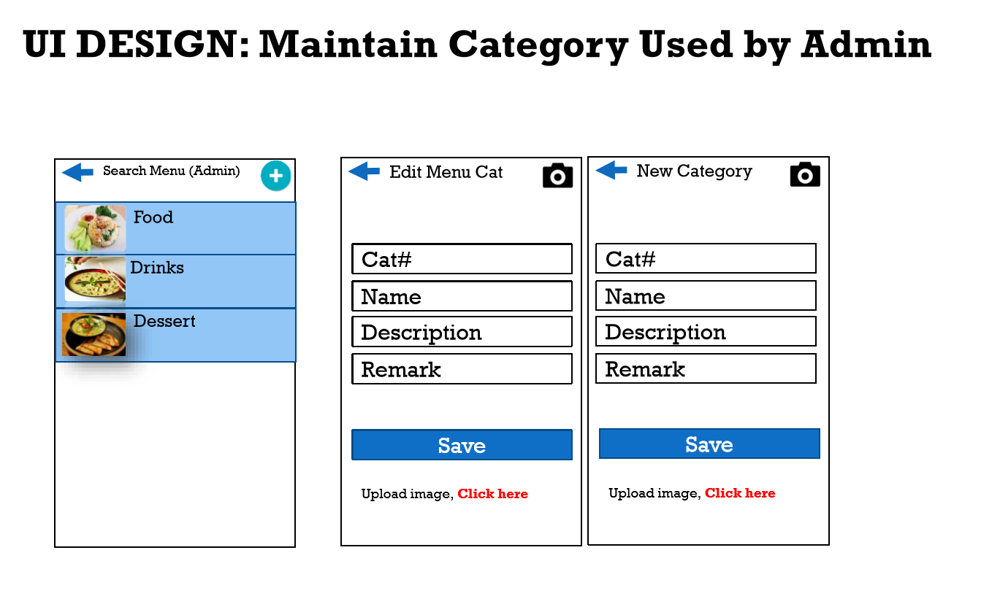 UI DESIGN: Maintain Category Used by Admin
Search Menu (Admin)
Food
Drinks
Dessert
Edit Menu Cat
Cat#
Name
Description
Remark
Save
Upload image, Click here
New Category
Cat#
Name
Description
Remark
Save
Upload image, Click here